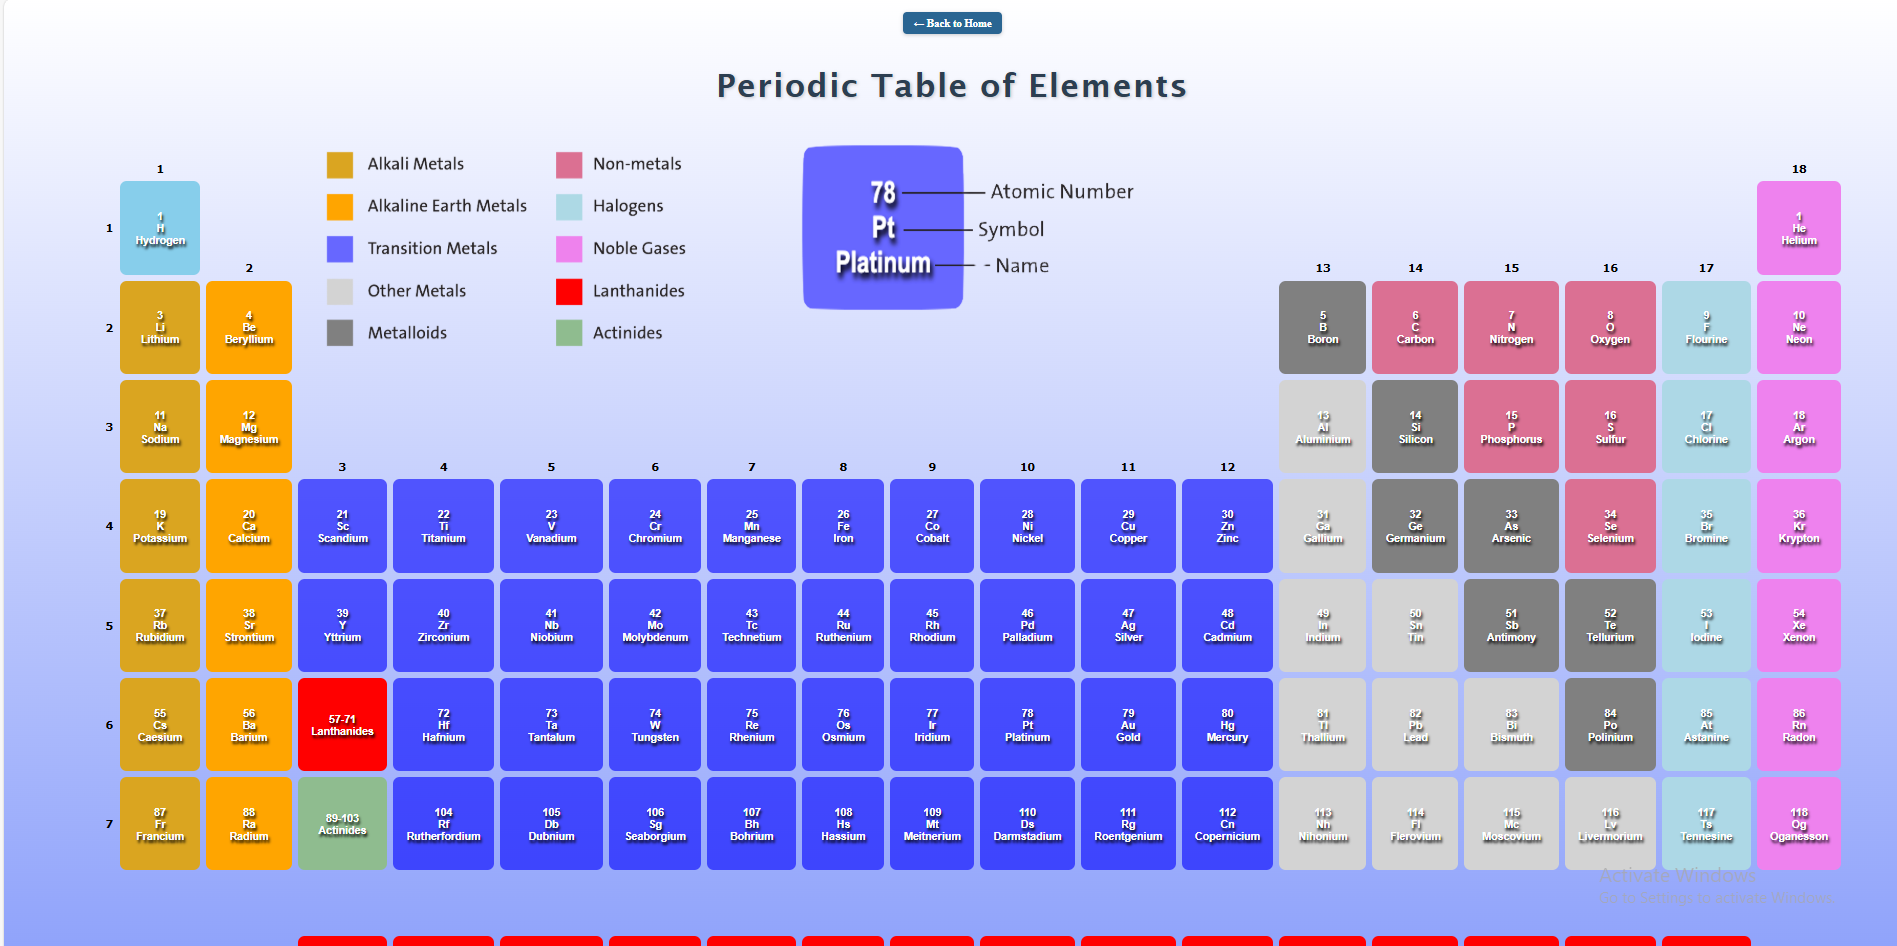 ← Back to Home
Periodic Table of Elements
Alkali Metals
Alkaline Earth Metals
Transition Metals
Other Metals
Metalloids
Non-metals
Halogens
Noble Gases
Lanthanides
Actinides
78
Pt
Platinum
Atomic Number
Symbol
- Name
1
18
1
1
H
Hydrogen
1
He
Helium
2
13
14
15
16
17
2
3
Li
Lithium
4
Be
Beryllium
5
B
Boron
6
C
Carbon
7
N
Nitrogen
8
O
Oxygen
9
F
Flourine
10
Ne
Neon
3
11
Na
Sodium
12
Mg
Magnesium
13
Al
Aluminium
14
Si
Silicon
15
P
Phosphorus
16
S
Sulfur
17
Cl
Chlorine
18
Ar
Argon
3
4
5
6
7
8
9
10
11
12
4
19
K
Potassium
20
Ca
Calcium
21
Sc
Scandium
22
Ti
Titanium
23
V
Vanadium
24
Cr
Chromium
25
Mn
Manganese
26
Fe
Iron
27
Co
Cobalt
28
Ni
Nickel
29
Cu
Copper
30
Zn
Zinc
31
Ga
Gallium
32
Ge
Germanium
33
As
Arsenic
34
Se
Selenium
35
Br
Bromine
36
Kr
Krypton
5
37
Rb
Rubidium
38
Sr
Strontium
39
Y
Yttrium
40
Zr
Zirconium
41
Nb
Niobium
42
Mo
Molybdenum
43
Tc
Technetium
44
Ru
Ruthenium
45
Rh
Rhodium
46
Pd
Palladium
47
Ag
Silver
48
Cd
Cadmium
49
In
Indium
50
Sn
Tin
51
Sb
Antimony
52
Te
Tellurium
53
I
Iodine
54
Xe
Xenon
6
55
Cs
Caesium
56
Ba
Barium
57-71
Lanthanides
72
Hf
Hafnium
73
Ta
Tantalum
74
W
Tungsten
75
Re
Rhenium
76
Os
Osmium
77
Ir
Iridium
78
Pt
Platinum
79
Au
Gold
80
Hg
Mercury
81
Tl
Thallium
82
Pb
Lead
83
Bi
Bismuth
84
Po
Polinium
85
At
Astanine
86
Rn
Radon
7
87
Fr
Francium
88
Ra
Radium
89-103
Actinides
104
Rf
Rutherfordium
105
Db
Dubnium
106
Sg
Seaborgium
107
Bh
Bohrium
108
Hs
Hassium
109
Mt
Meitnerium
110
Ds
Darmstadium
111
Rg
Roentgenium
112
Cn
Copernicium
113
Nh
Nihonium
114
Fl
Flerovium
115
Mc
Moscovium
116
Lv
Livermorium
117
Ts
Tennesine
118
Og
Oganesson
Activate Windows
Go to Settings to activate Windows.